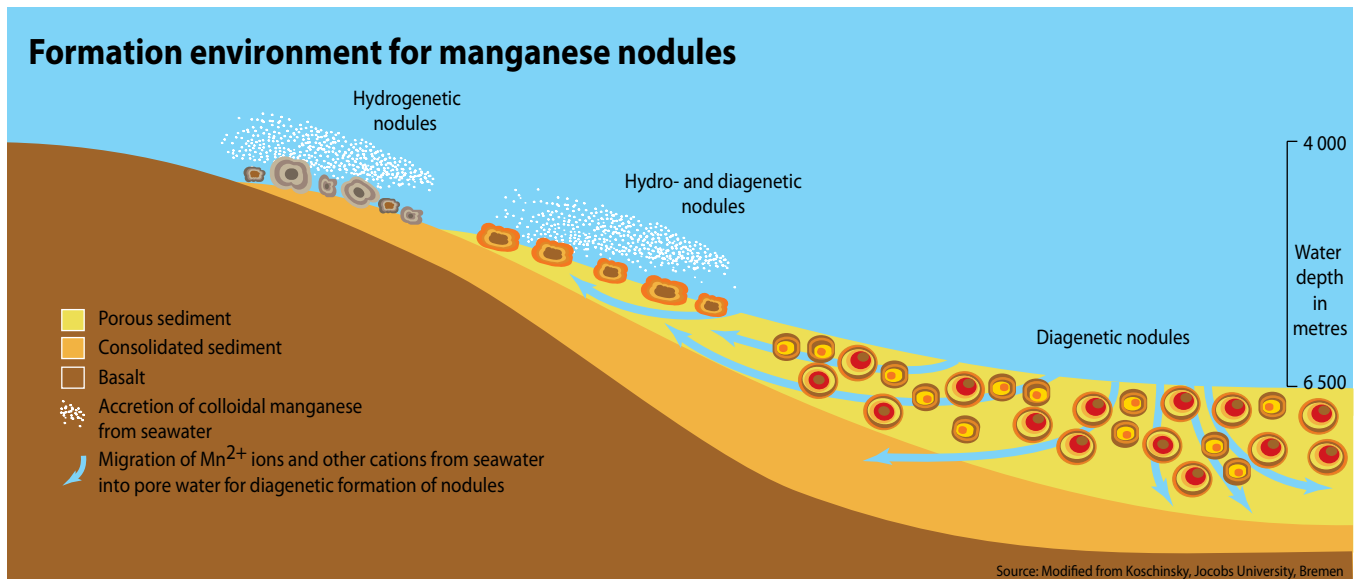 Formation environment for manganese nodules
Hydrogenetic
nodules
Hydro- and diagenetic
nodules
4 000
Water
depth
in
metres
Diagenetic nodules
6 500
Porous sediment
Consolidated sediment
Basalt
Accretion of colloidal manganese
from seawater
Migration of Mn2+ ions and other cations from seawater
into pore water for diagenetic formation of nodules
Source: Modified from Koschinsky, Jocobs University, Bremen